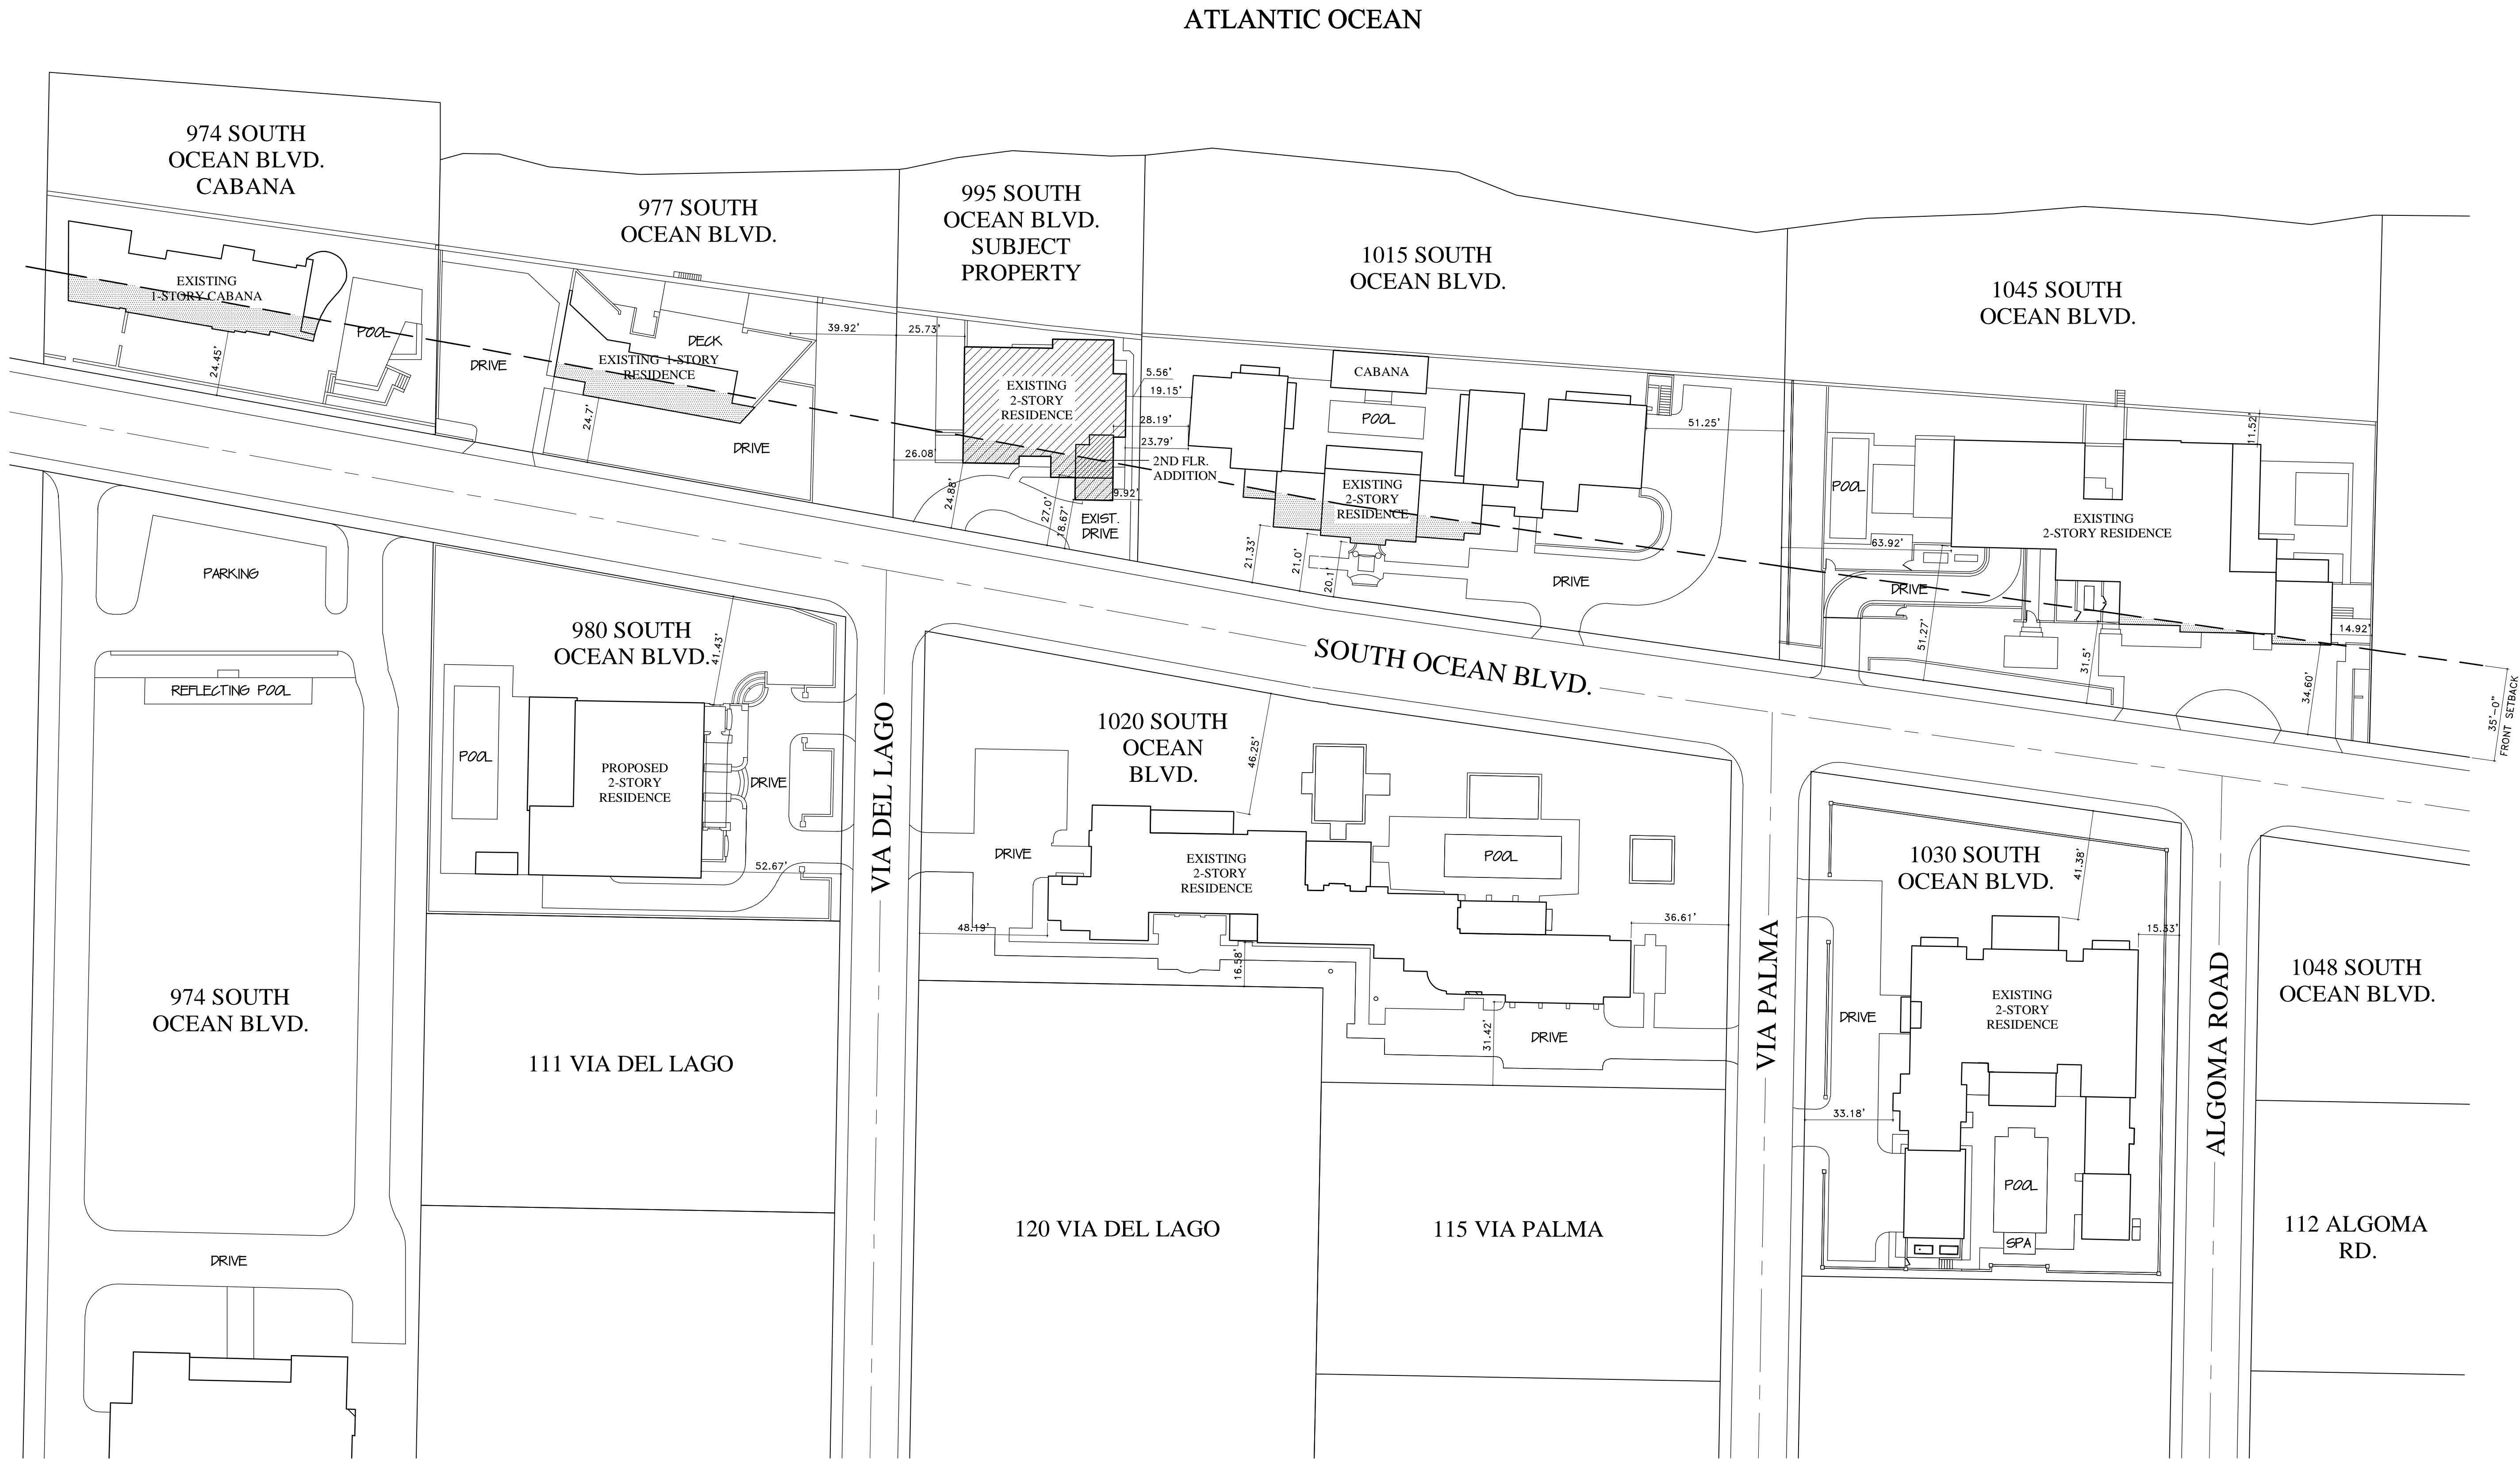 ATLANTIC OCEAN
974 SOUTH
OCEAN BLVD.
CABANA
977 SOUTH
OCEAN BLVD.
995 SOUTH
OCEAN BLVD.
SUBJECT
PROPERTY
1015 SOUTH
OCEAN BLVD.
1045 SOUTH
OCEAN BLVD.
EXISTING
1-STORY CABANA
POOL
24.45'
DRIVE
DECK
EXISTING 1-STORY
RESIDENCE
24.7'
DRIVE
39.92'
25.73'
EXISTING
2-STORY
RESIDENCE
26.08'
24.88'
27.0'
18.67'
9.92'
EXIST.
DRIVE
5.56'
19.15'
28.19'
23.79'
2ND FLR.
ADDITION
CABANA
POOL
EXISTING
2-STORY
RESIDENCE
21.33'
21.0'
20.1'
DRIVE
51.25'
POOL
63.92'
DRIVE
51.27'
EXISTING
2-STORY RESIDENCE
11.52'
31.5'
14.92'
34.60'
35'-0"
FRONT SETBACK
SOUTH OCEAN BLVD.
PARKING
REFLECTING POOL
974 SOUTH
OCEAN BLVD.
DRIVE
980 SOUTH
OCEAN BLVD.
41.43'
POOL
PROPOSED
2-STORY
RESIDENCE
DRIVE
52.67'
111 VIA DEL LAGO
VIA DEL LAGO
1020 SOUTH
OCEAN
BLVD.
46.25'
DRIVE
EXISTING
2-STORY
RESIDENCE
POOL
48.19'
16.58'
36.61'
31.42'
DRIVE
120 VIA DEL LAGO
115 VIA PALMA
VIA PALMA
1030 SOUTH
OCEAN BLVD.
41.38'
15.33'
EXISTING
2-STORY
RESIDENCE
DRIVE
33.18'
POOL
SPA
ALGOMA ROAD
1048 SOUTH
OCEAN BLVD.
112 ALGOMA
RD.